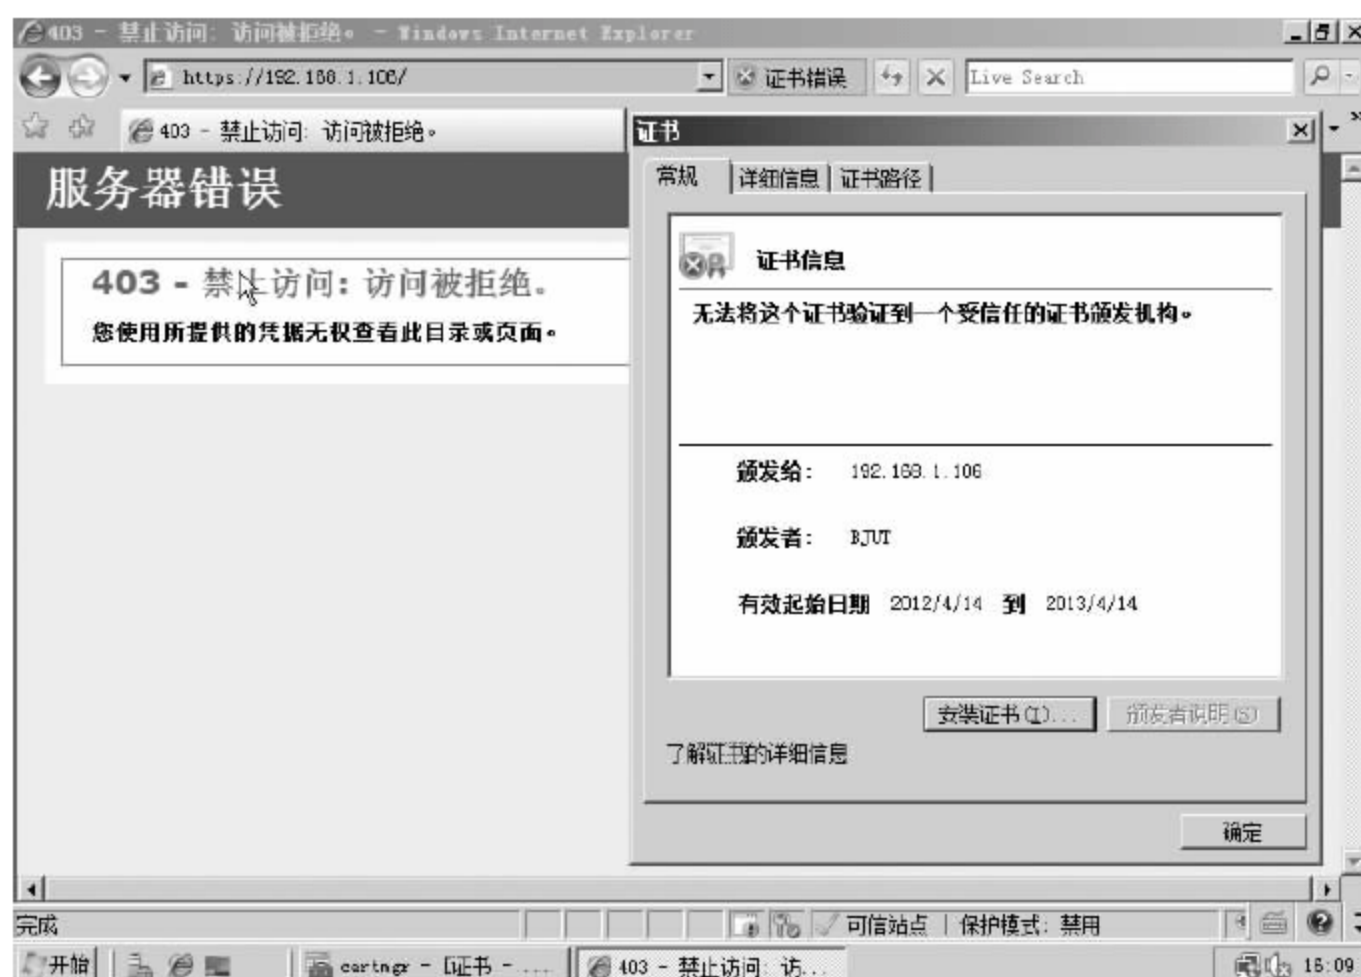 403 - 禁止访问: 访问被拒绝。 - Windows Internet Explorer
https://192.168.1.106/
证书错误
Live Search
403 - 禁止访问: 访问被拒绝。
服务器错误
403 - 禁止访问: 访问被拒绝。
您使用所提供的凭据无权查看此目录或页面。
证书
常规
详细信息
证书路径
证书信息
无法将这个证书验证到一个受信任的证书颁发机构。
颁发给: 192.168.1.106
颁发者: BJUT
有效起始日期 2012/4/14 到 2013/4/14
安装证书(I)...
颁发者说明(S)
了解证书的详细信息
确定
完成
可信站点 | 保护模式: 禁用
开始
certmgr - [证书 - ....
403 - 禁止访问: 访...
15:09